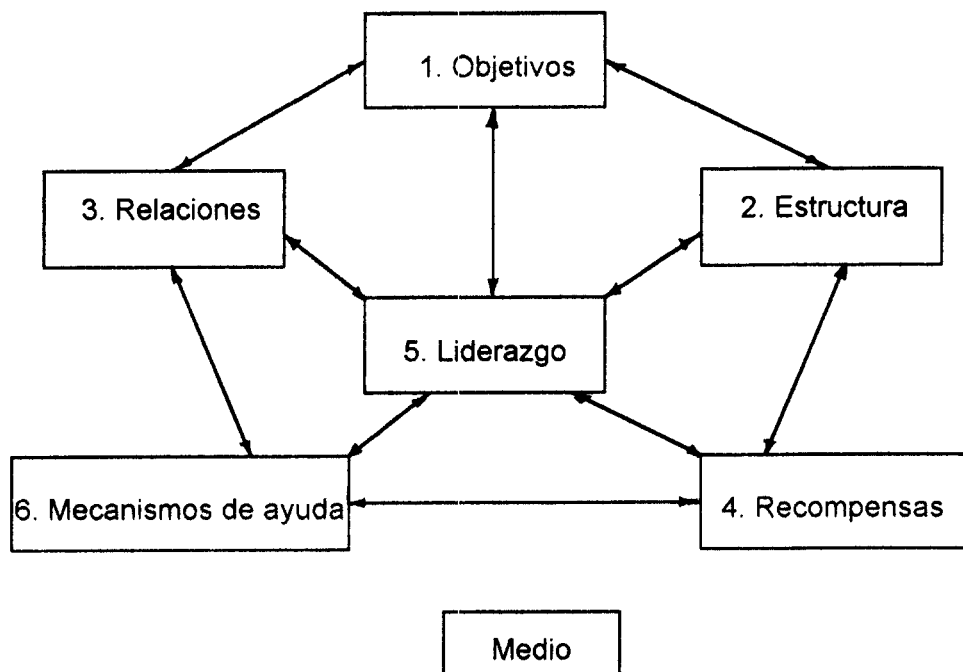 1. Objetivos
3. Relaciones
2. Estructura
5. Liderazgo
6. Mecanismos de ayuda
4. Recompensas
Medio